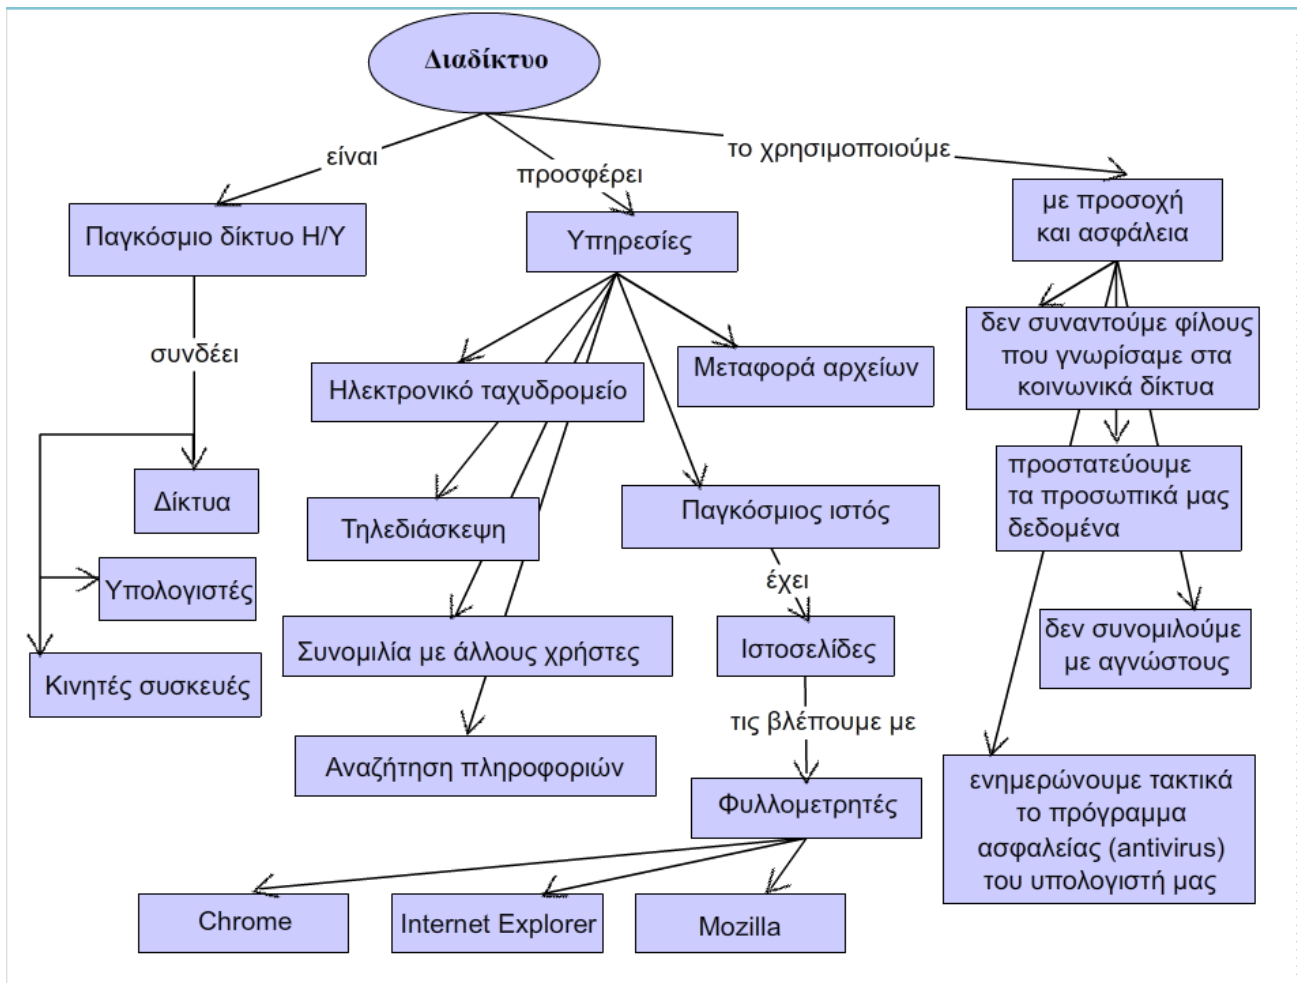 Διαδίκτυο
είναι
προσφέρει
το χρησιμοποιούμε
Παγκόσμιο δίκτυο Η/Υ
Υπηρεσίες
με προσοχή
και ασφάλεια
συνδέει
Ηλεκτρονικό ταχυδρομείο
Μεταφορά αρχείων
δεν συναντούμε φίλους
που γνωρίσαμε στα
κοινωνικά δίκτυα
Δίκτυα
Τηλεδιάσκεψη
Παγκόσμιος ιστός
προστατεύουμε
τα προσωπικά μας
δεδομένα
Υπολογιστές
έχει
Κινητές συσκευές
Συνομιλία με άλλους χρήστες
Ιστοσελίδες
δεν συνομιλούμε
με αγνώστους
τις βλέπουμε με
Αναζήτηση πληροφοριών
Φυλλομετρητές
ενημερώνουμε τακτικά
το πρόγραμμα
ασφαλείας (antivirus)
του υπολογιστή μας
Chrome
Internet Explorer
Mozilla